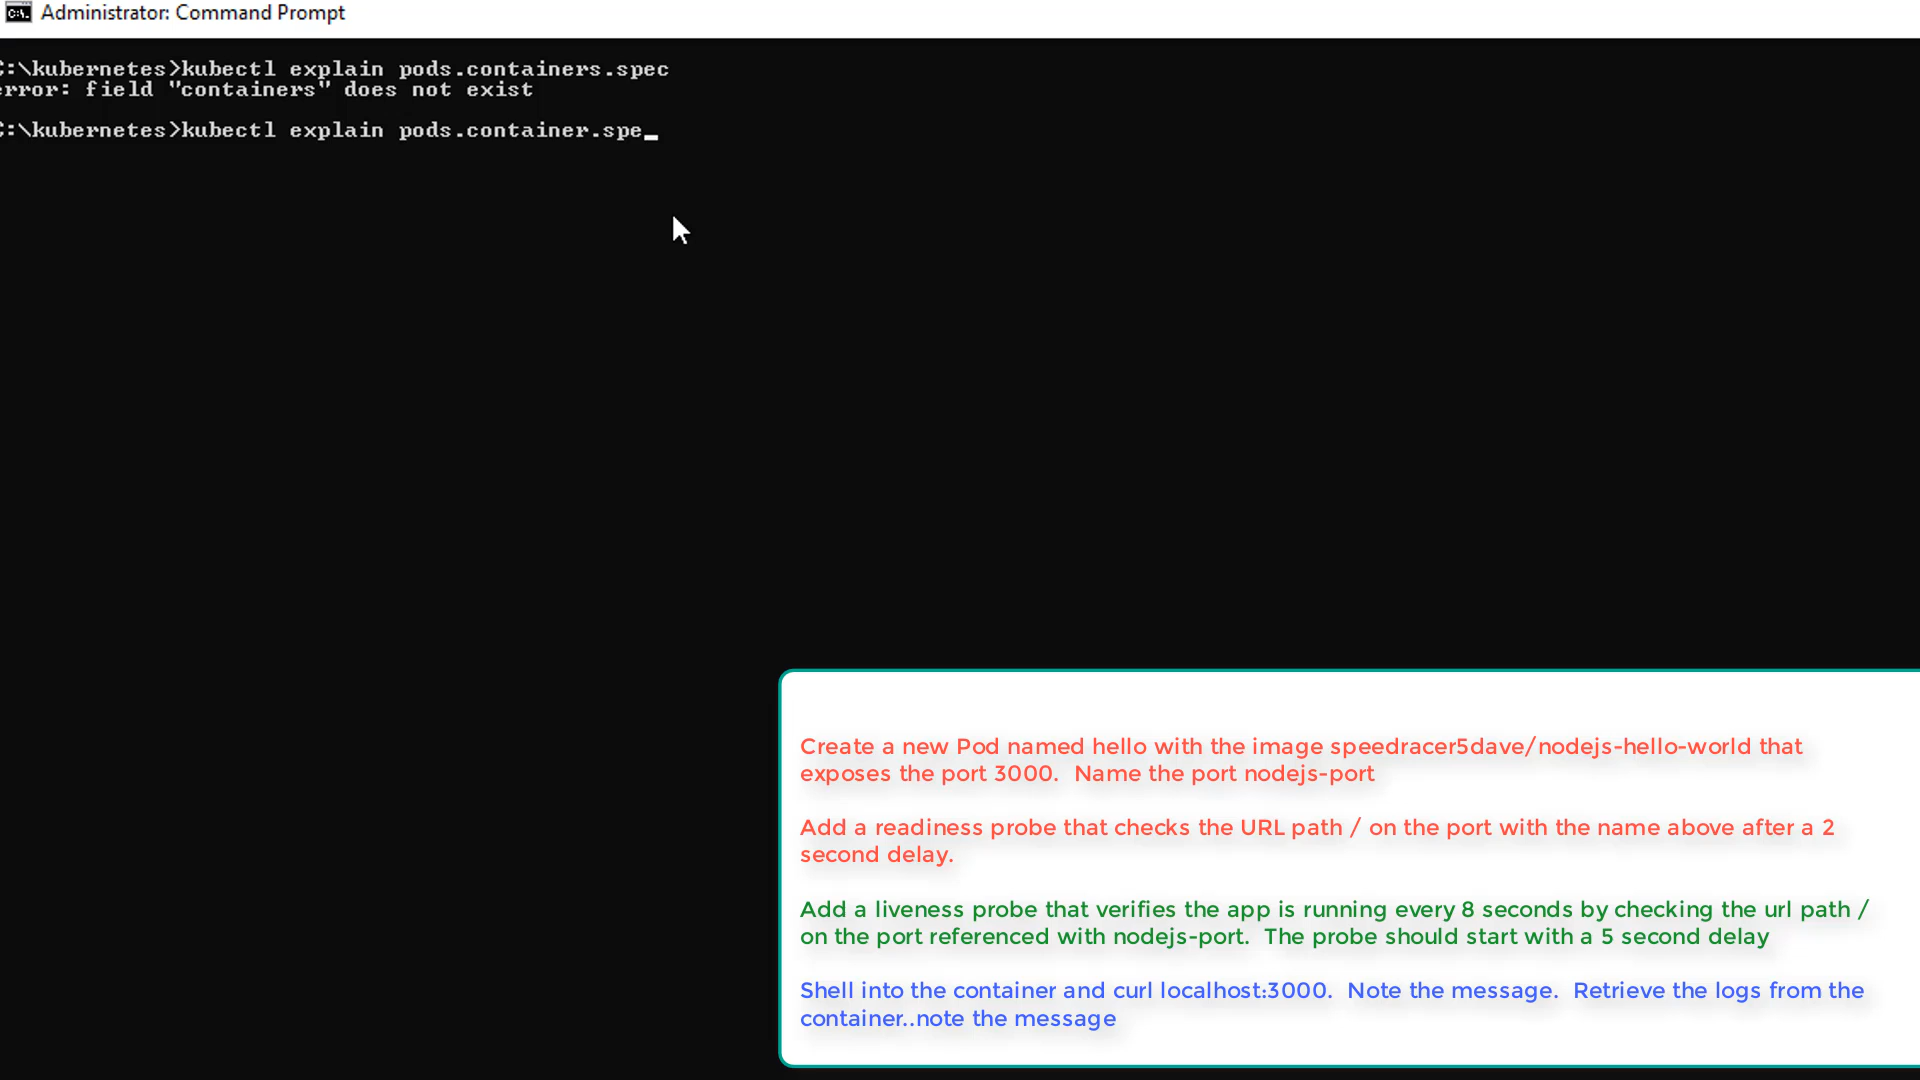 Administrator: Command Prompt
C:\kubernetes>kubectl explain pods.containers.spec
error: field "containers" does not exist
C:\kubernetes>kubectl explain pods.container.spe_
Create a new Pod named hello with the image speedracer5dave/nodejs-hello-world that
exposes the port 3000.  Name the port nodejs-port
Add a readiness probe that checks the URL path / on the port with the name above after a 2
second delay.
Add a liveness probe that verifies the app is running every 8 seconds by checking the url path /
on the port referenced with nodejs-port.  The probe should start with a 5 second delay
Shell into the container and curl localhost:3000.  Note the message.  Retrieve the logs from the
container..note the message